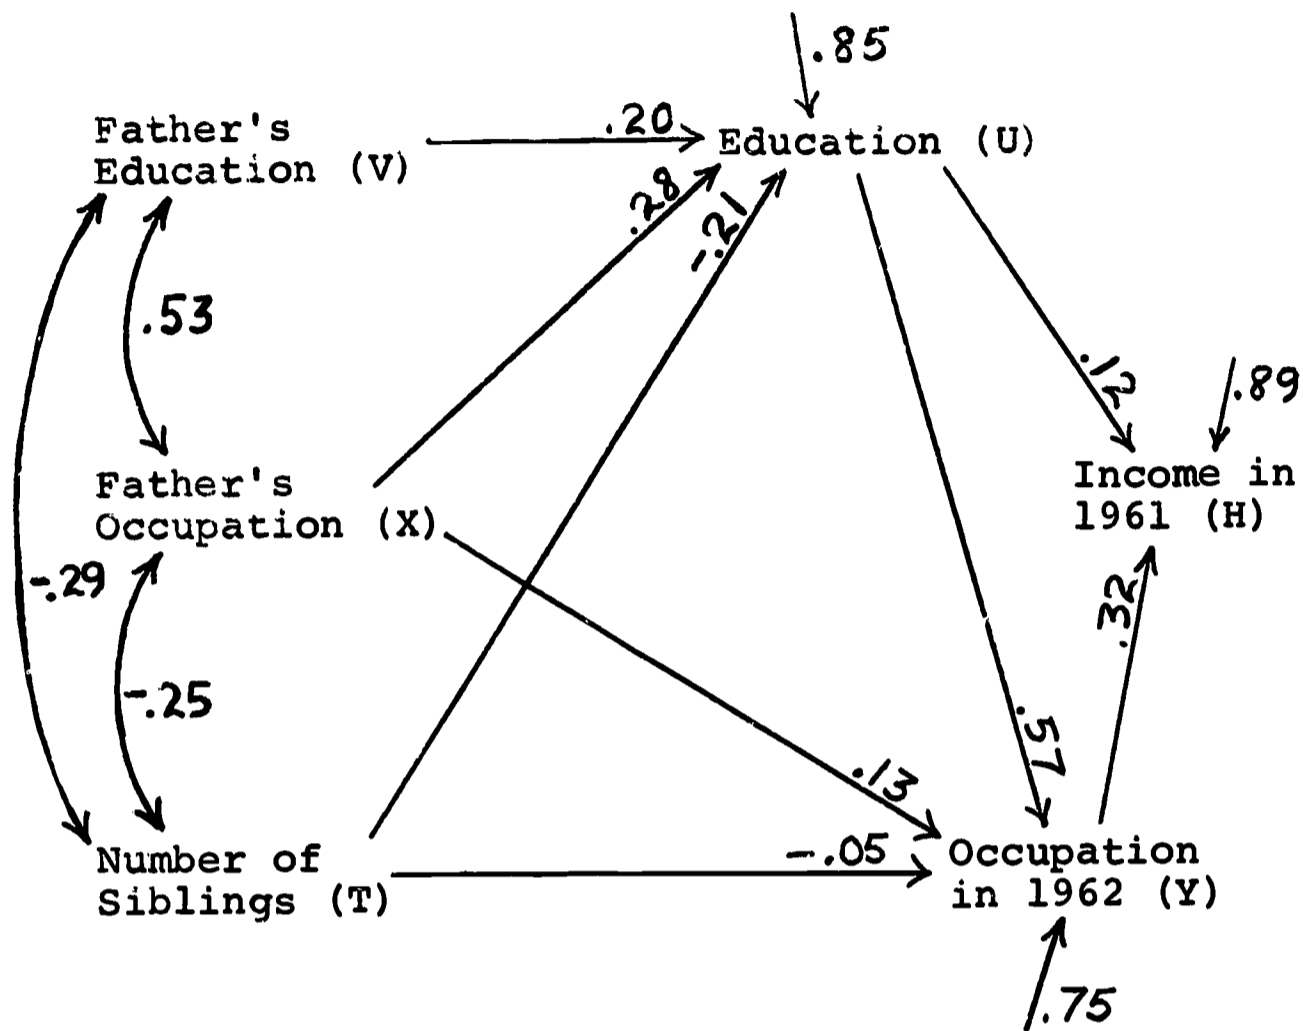 .85
Father's
Education (V)
.20
Education (U)
.28
-.21
.53
.12
.89
Father's
Occupation (X)
Income in
1961 (H)
-.29
.32
-.25
.57
.13
-.05
Number of
Siblings (T)
Occupation
in 1962 (Y)
.75